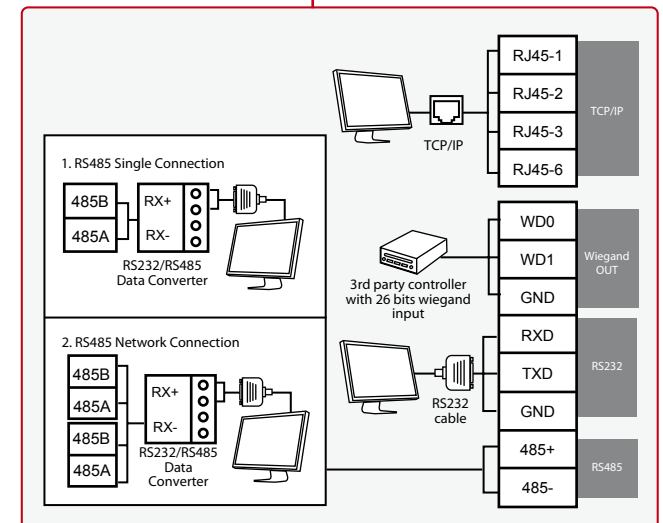 RJ45-1
RJ45-2
RJ45-3
RJ45-6
TCP/IP
TCP/IP
1. RS485 Single Connection
485B
485A
RX+
RX-
RS232/RS485
Data Converter
WD0
WD1
GND
Wiegand
OUT
3rd party controller
with 26 bits wiegand
input
2. RS485 Network Connection
485B
485A
485B
485A
RX+
RX-
RS232/RS485
Data
Converter
RXD
TXD
GND
RS232
RS232
cable
485+
485-
RS485